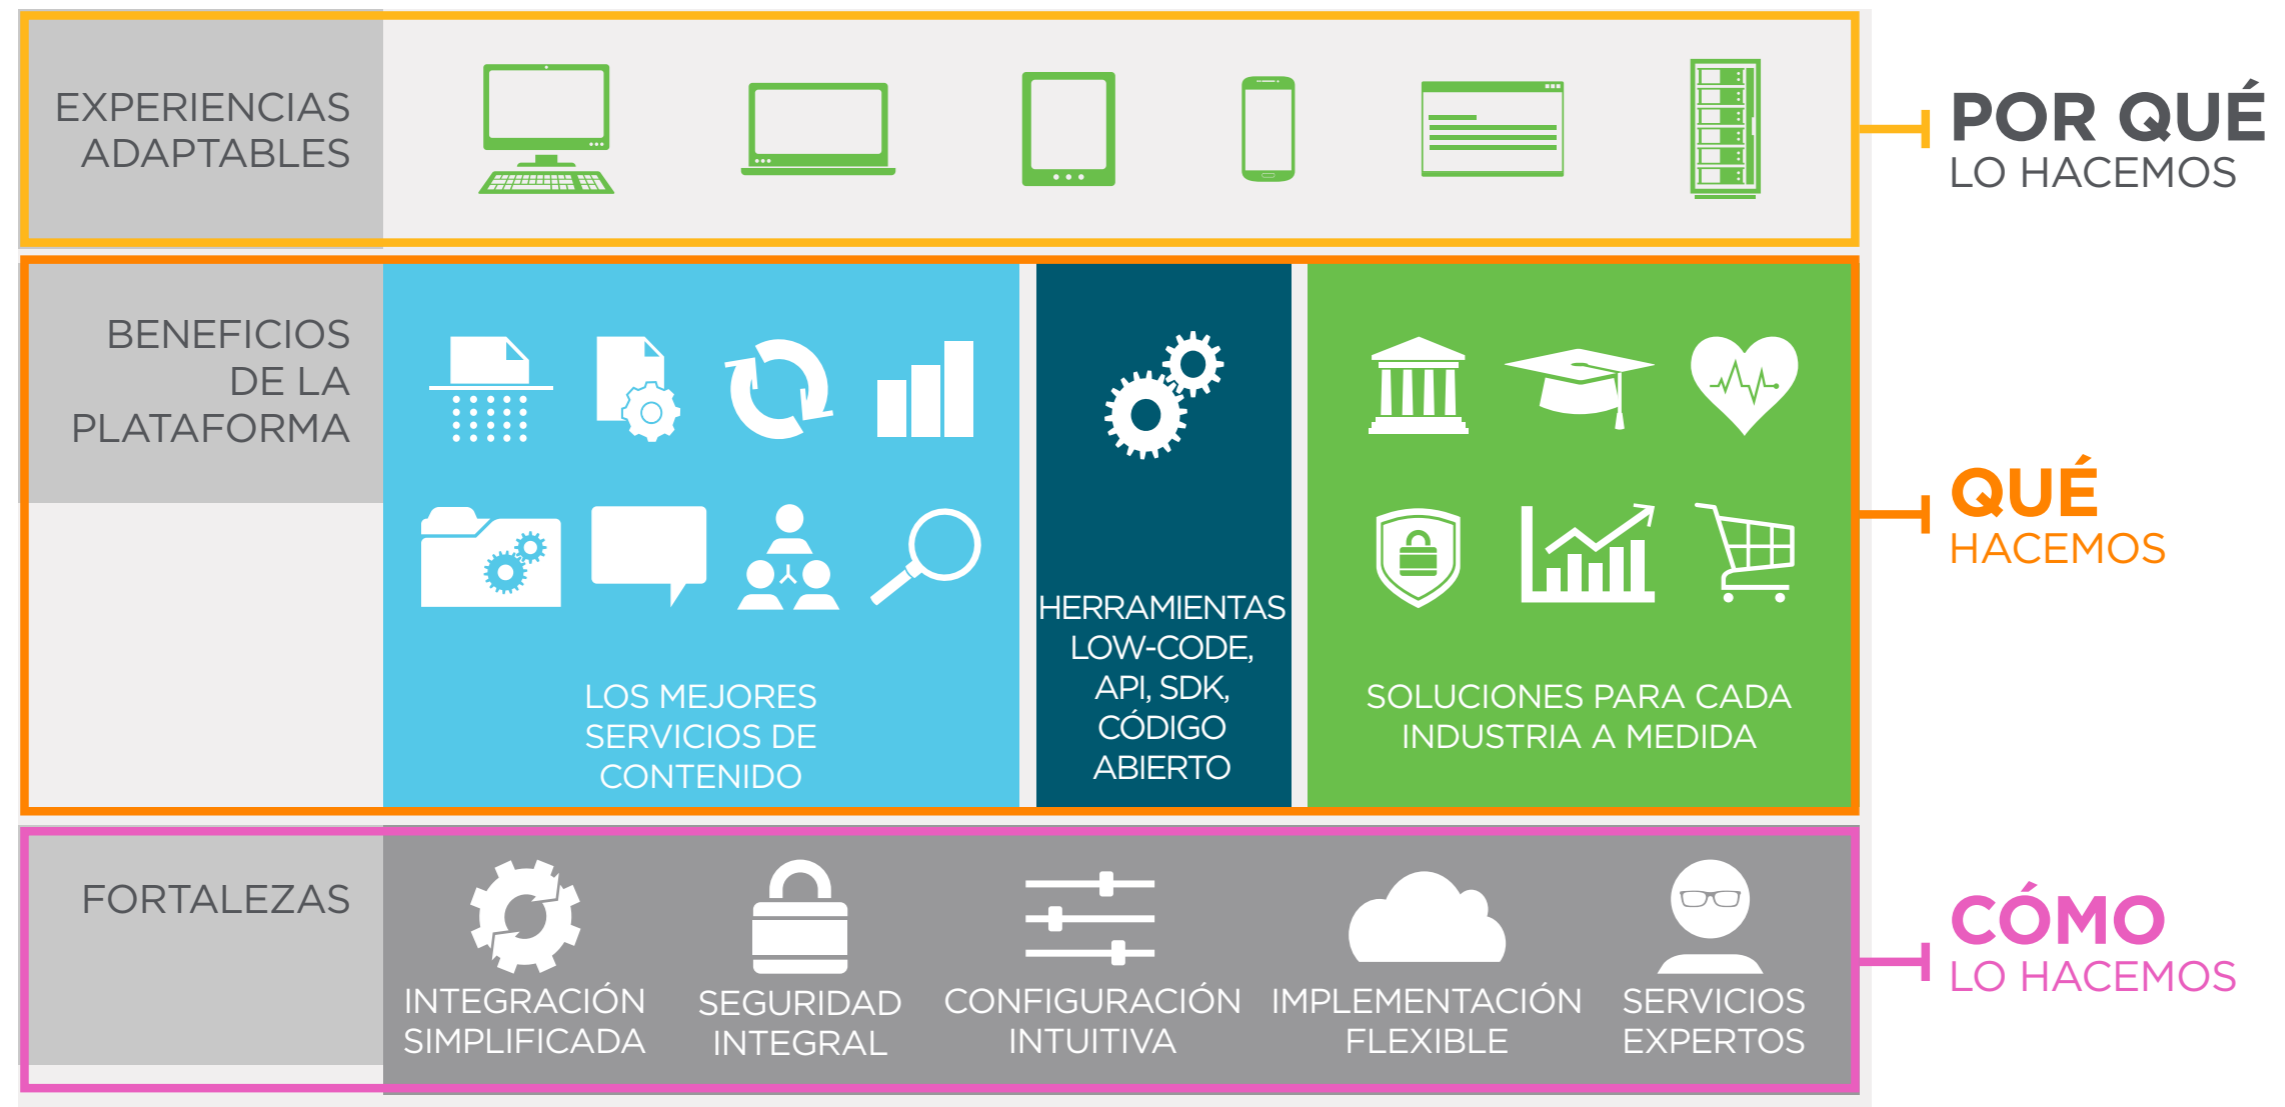 EXPERIENCIAS
ADAPTABLES
POR QUÉ
LO HACEMOS
BENEFICIOS
DE LA
PLATAFORMA
LOS MEJORES
SERVICIOS DE
CONTENIDO
HERRAMIENTAS
LOW-CODE,
API, SDK,
CÓDIGO
ABIERTO
SOLUCIONES PARA CADA
INDUSTRIA A MEDIDA
QUÉ
HACEMOS
FORTALEZAS
INTEGRACIÓN
SIMPLIFICADA
SEGURIDAD
INTEGRAL
CONFIGURACIÓN
INTUITIVA
IMPLEMENTACIÓN
FLEXIBLE
SERVICIOS
EXPERTOS
CÓMO
LO HACEMOS